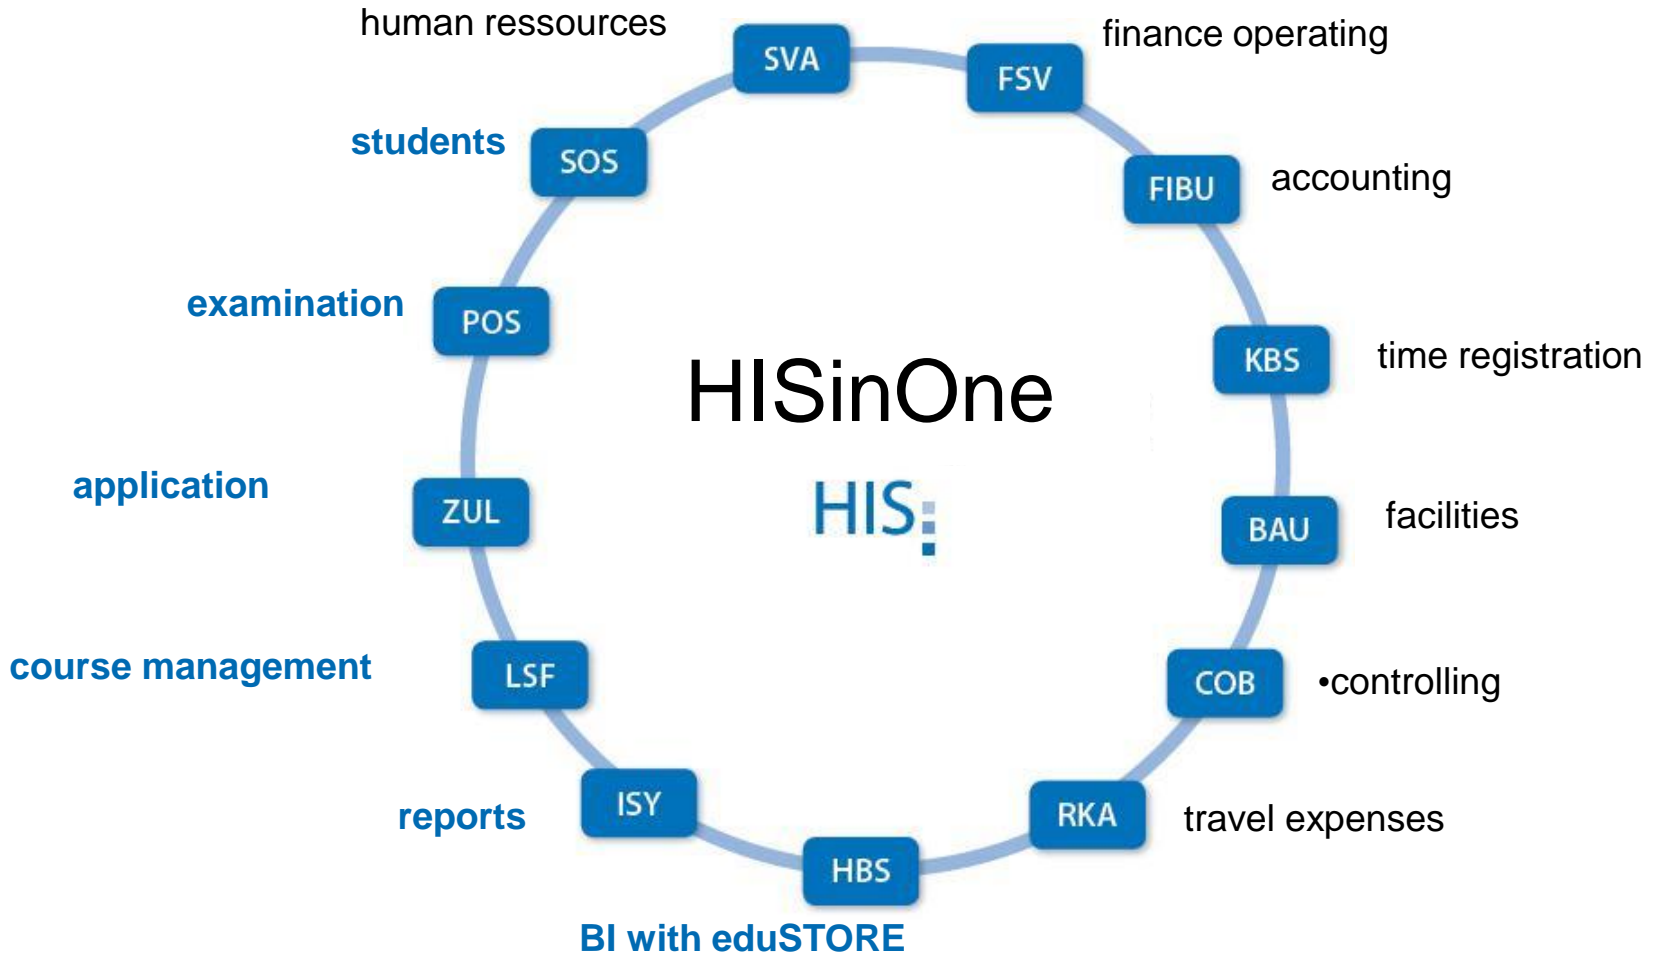 human ressources
SVA
finance operating
FSV
students
SOS
accounting
FIBU
examination
POS
time registration
KBS
HISinOne
application
ZUL
HIS
facilities
BAU
course management
LSF
COB
•controlling
reports
ISY
RKA
travel expenses
HBS
BI with eduSTORE